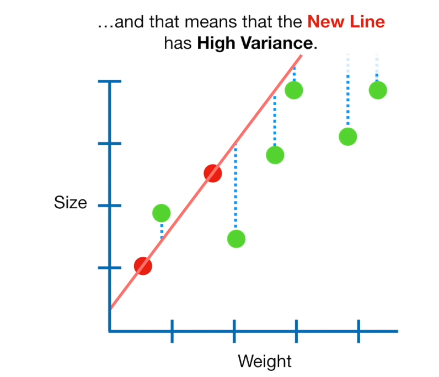 ...and that means that the New Line
has High Variance.
Size
Weight